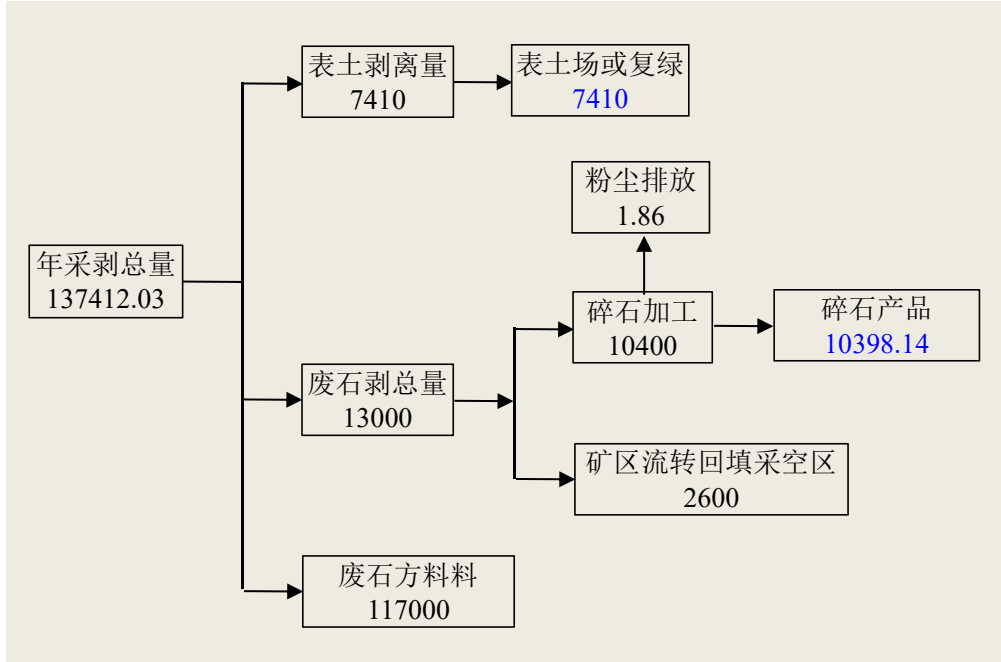 表土剥离量
7410
表土场或复绿
7410
粉尘排放
1.86
年采剥总量
137412.03
碎石加工
10400
碎石产品
10398.14
废石剥总量
13000
矿区流转回填采空区
2600
废石方料料
117000